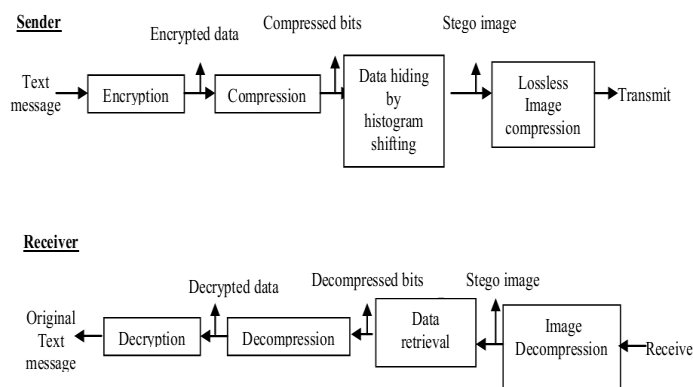 Sender
Encrypted data
Compressed bits
Stego image
Text
message
Encryption
Compression
Data hiding
by
histogram
shifting
Lossless
Image
compression
Transmit
Receiver
Decrypted data
Decompressed bits
Stego image
Original
Text
message
Decryption
Decompression
Data
retrieval
Image
Decompression
Receive